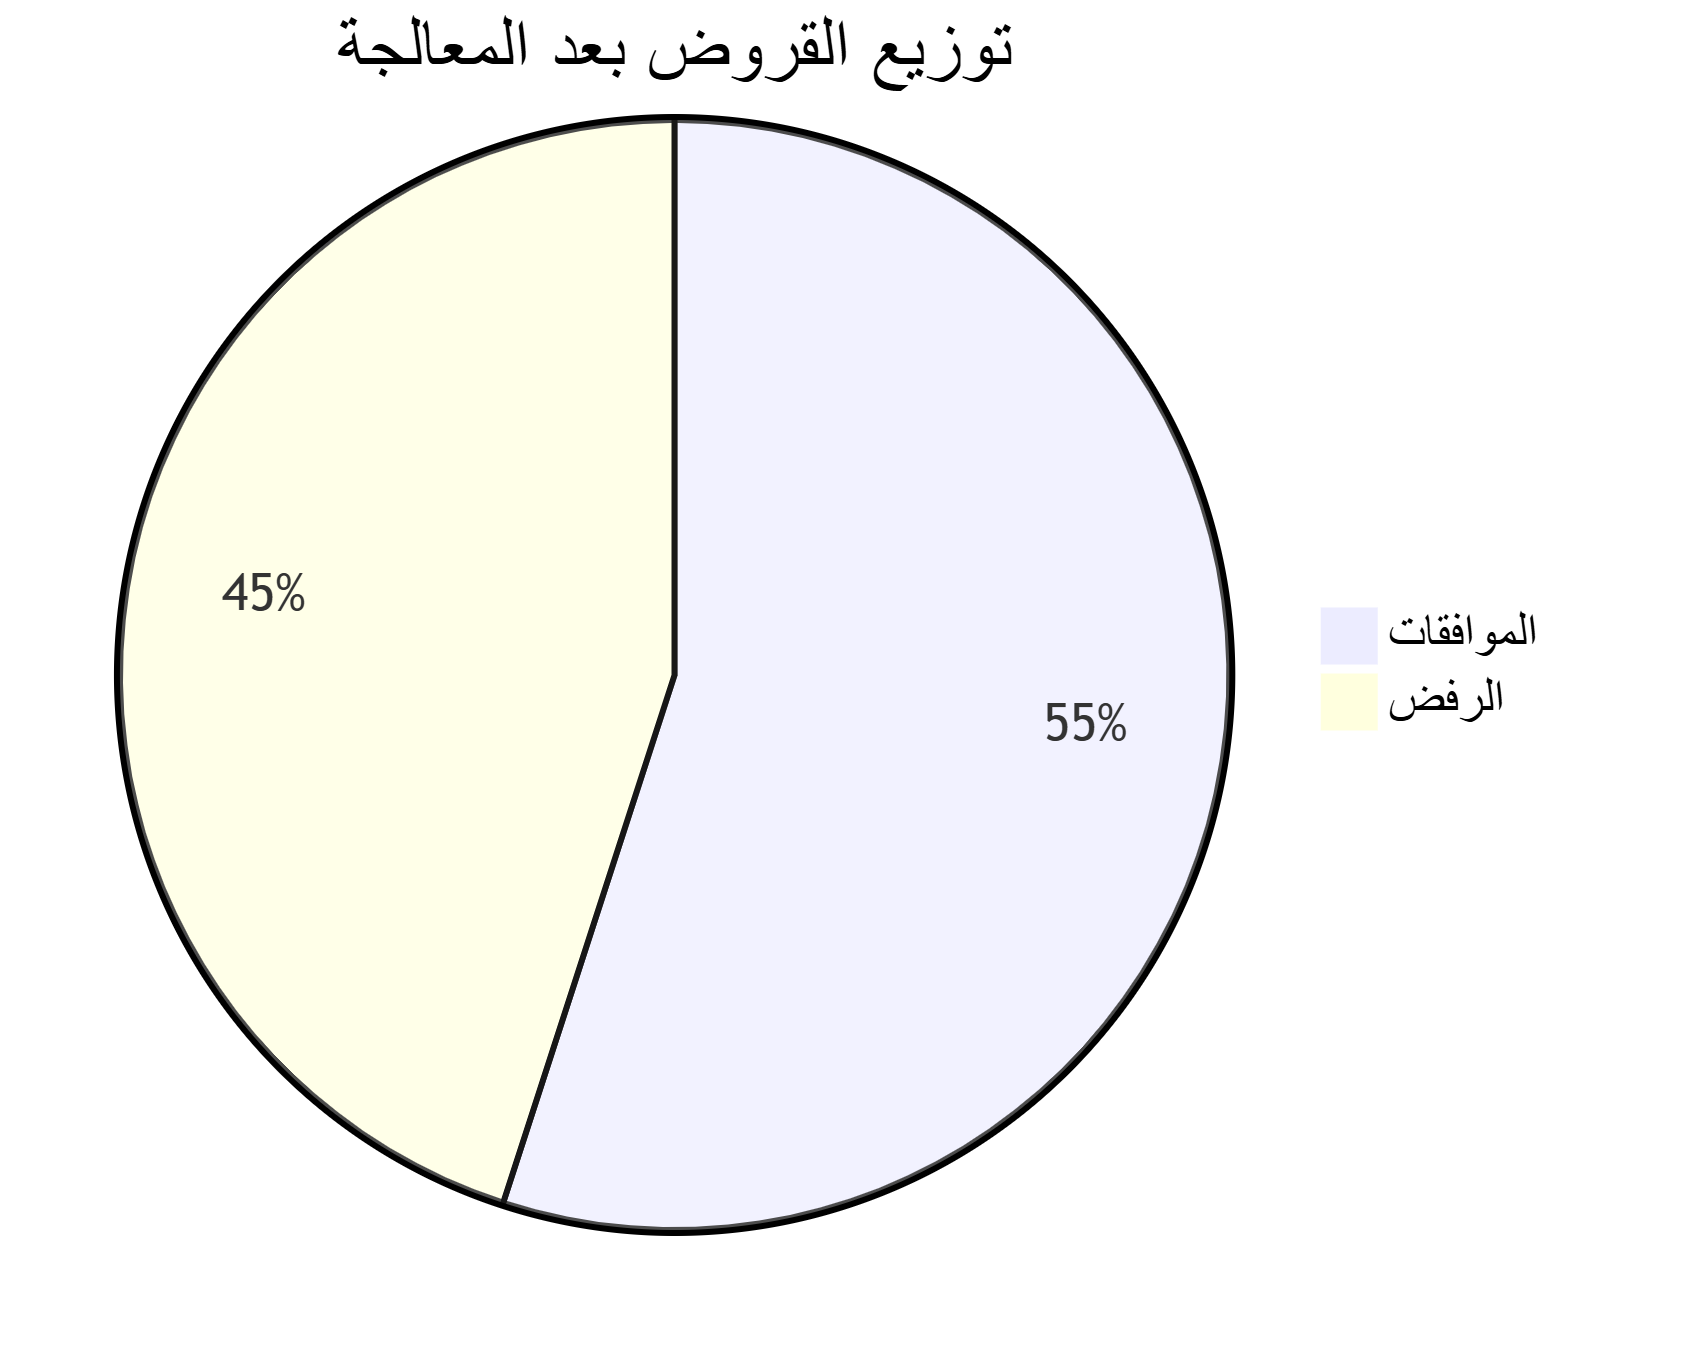 توزيع القروض بعد المعالجة
45%
55%
الموافقات
الرفض